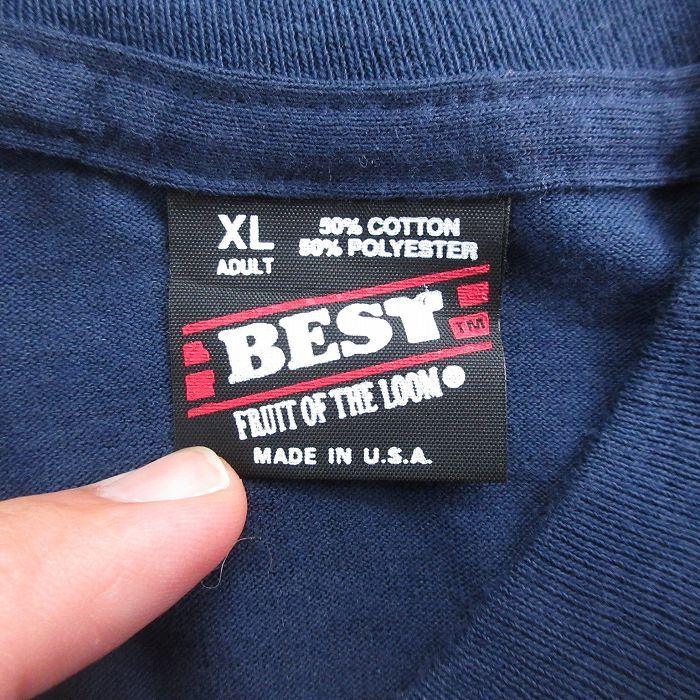 XL
ADULT
50% COTTON
50% POLYESTER
BEST
TM
FRUIT OF THE LOOM®
MADE IN U.S.A.